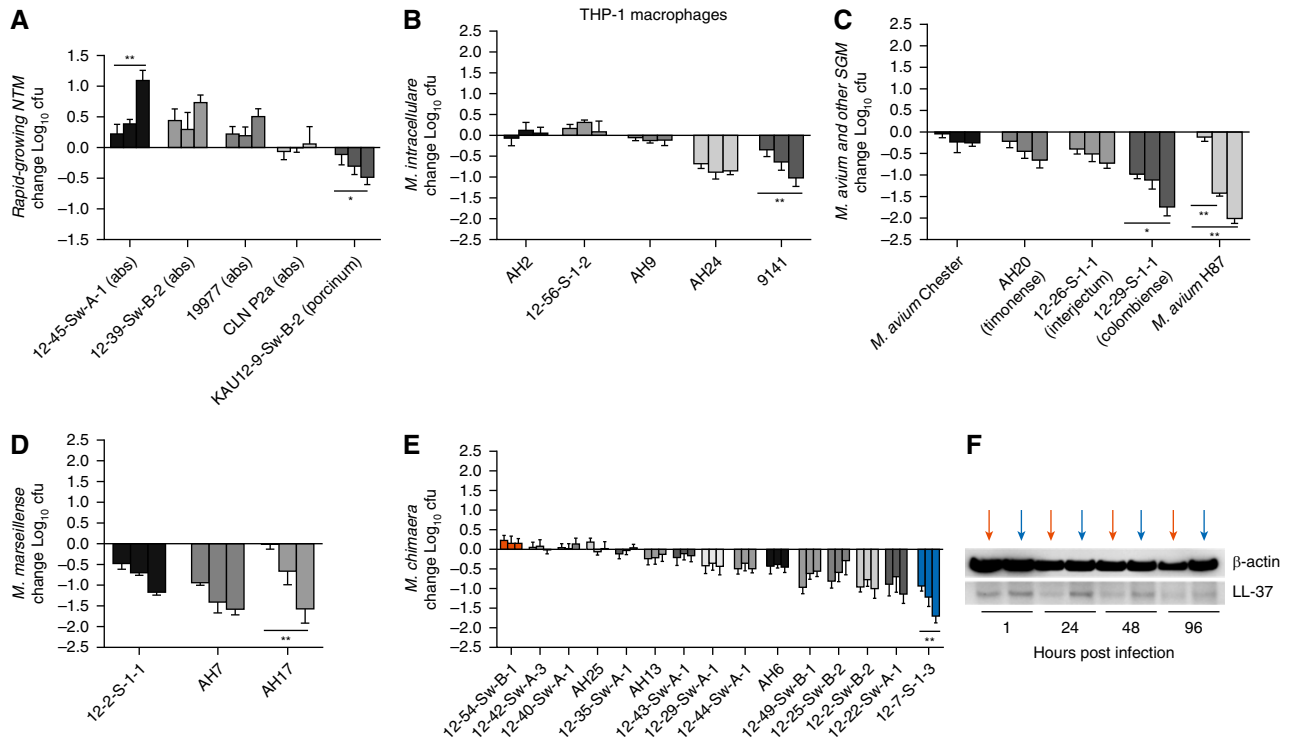 THP-1 macrophages
A
Rapid-growing NTM
change Log10 cfu
1.5
1.0
0.5
0.0
−0.5
−1.0
−1.5
**
*
12-45-Sw-A-1 (abs)
12-39-Sw-B-2 (abs)
19977 (abs)
CLN P2a (abs)
KAU12-9-Sw-B-2 (porcinum)
B
M. intracellulare
change Log10 cfu
2.5
2.0
1.5
1.0
0.5
0.0
−0.5
−1.0
−1.5
−2.0
−2.5
**
AH2
12-56-S-1-2
AH9
AH24
9141
C
M. avium and other SGM
change Log10 cfu
2.5
2.0
1.5
1.0
0.5
0.0
−0.5
−1.0
−1.5
−2.0
−2.5
*
**
**
M. avium Chester
AH20
(timonense)
12-26-S-1-1
(interjectum)
12-29-S-1-1
(colombiense)
M. avium H87
D
M. marseillense
change Log10 cfu
2.5
2.0
1.5
1.0
0.5
0.0
−0.5
−1.0
−1.5
−2.0
−2.5
**
12-2-S-1-1
AH7
AH17
E
M. chimaera
change Log10 cfu
2.5
2.0
1.5
1.0
0.5
0.0
−0.5
−1.0
−1.5
−2.0
−2.5
**
12-54-Sw-B-1
12-42-Sw-A-3
12-40-Sw-A-1
AH25
12-35-Sw-A-1
AH13
12-43-Sw-A-1
12-29-Sw-A-1
12-44-Sw-A-1
AH6
12-49-Sw-B-1
12-25-Sw-B-2
12-2-Sw-B-2
12-22-Sw-A-1
12-7-S-1-3
F
β-actin
LL-37
1 24 48 96
Hours post infection